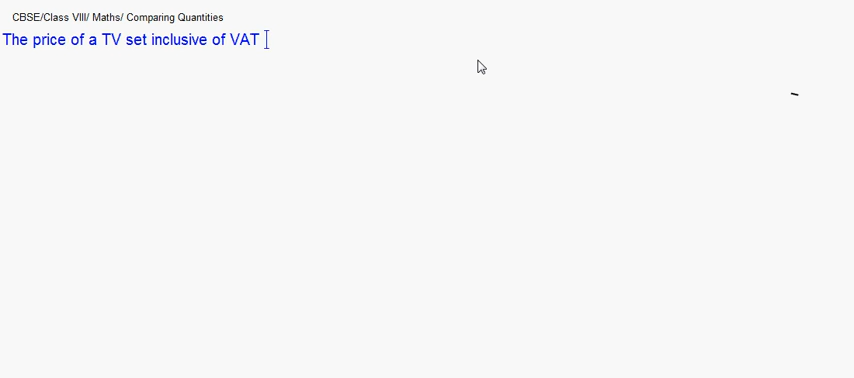 CBSE/Class VIII/ Maths/ Comparing Quantities
The price of a TV set inclusive of VAT